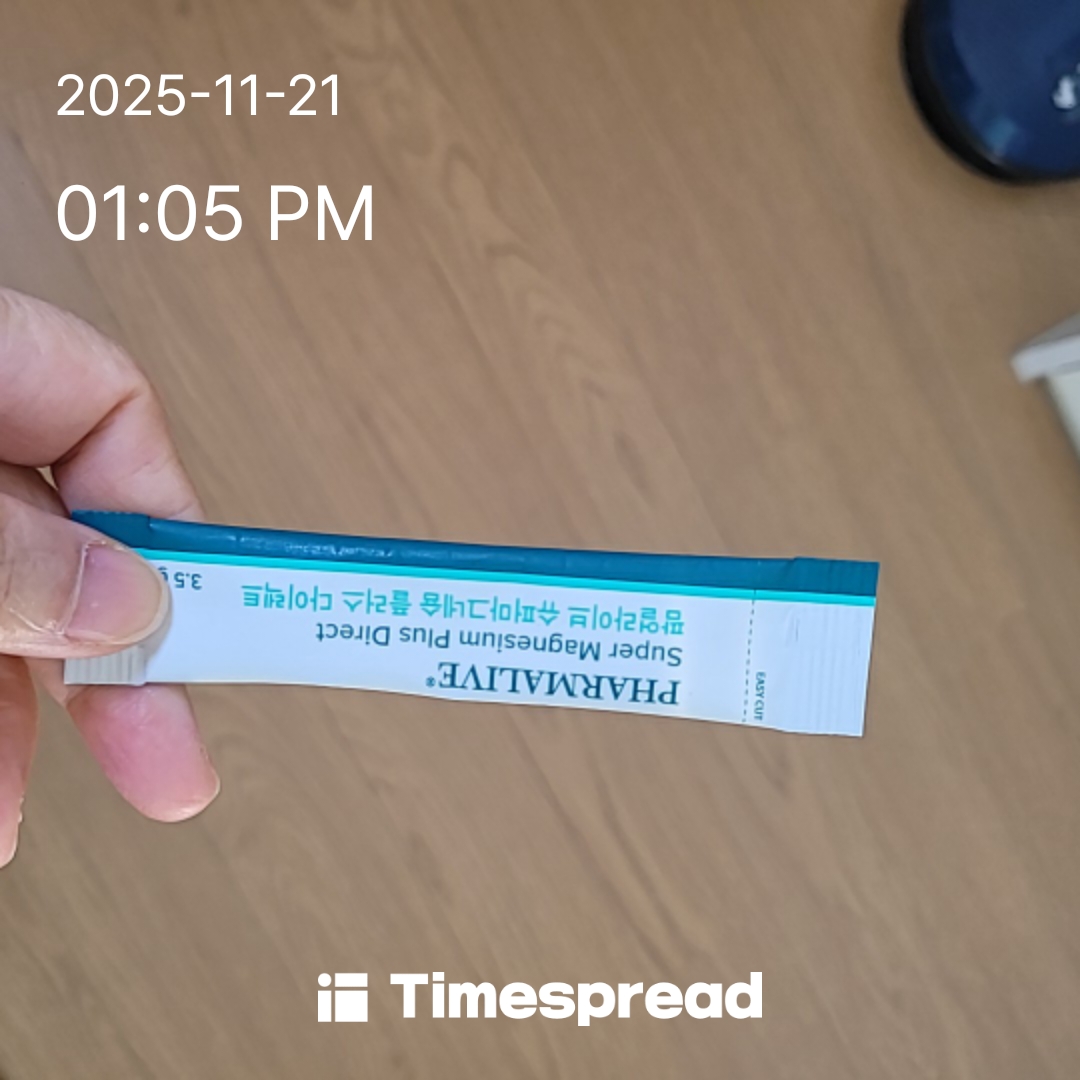 2025-11-21
01:05 PM
PHARMALIVE®
Super Magnesium Plus Direct
팜얼라이브 슈퍼마그네슘 플러스 다이렉트
3.5 g
EASY CUT
Timespread